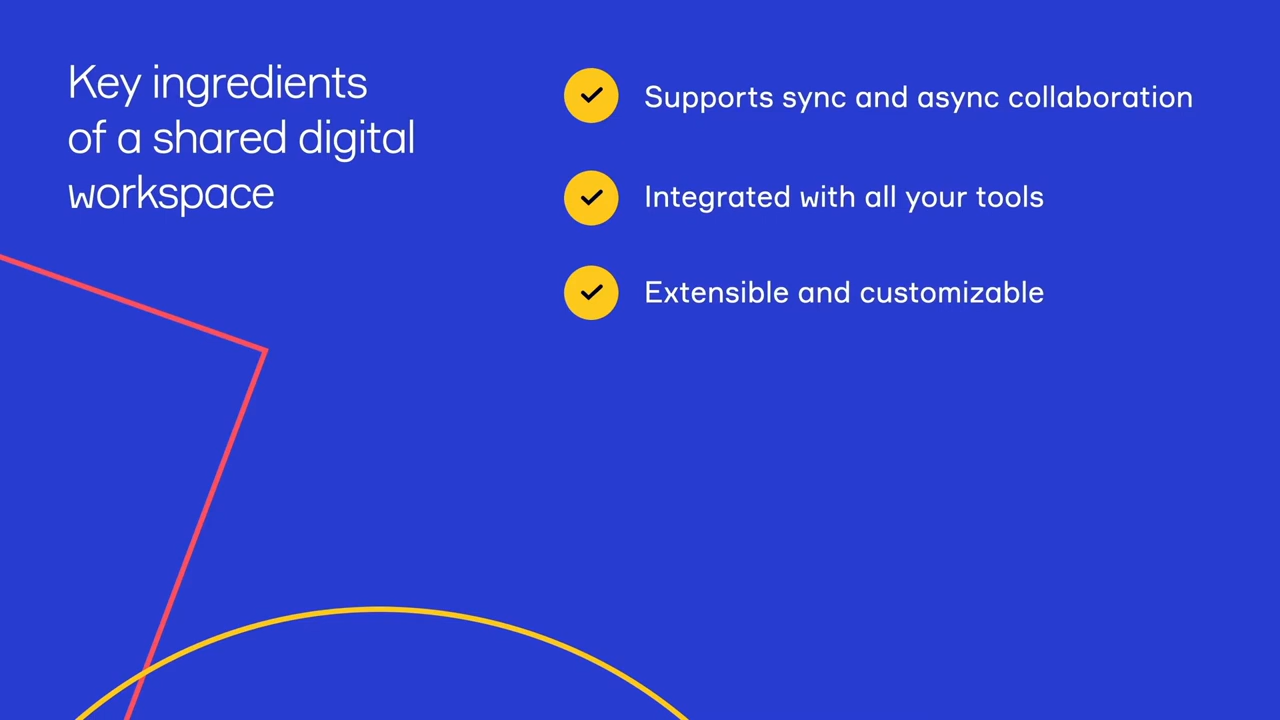 Key ingredients
of a shared digital
workspace
Supports sync and async collaboration
Integrated with all your tools
Extensible and customizable